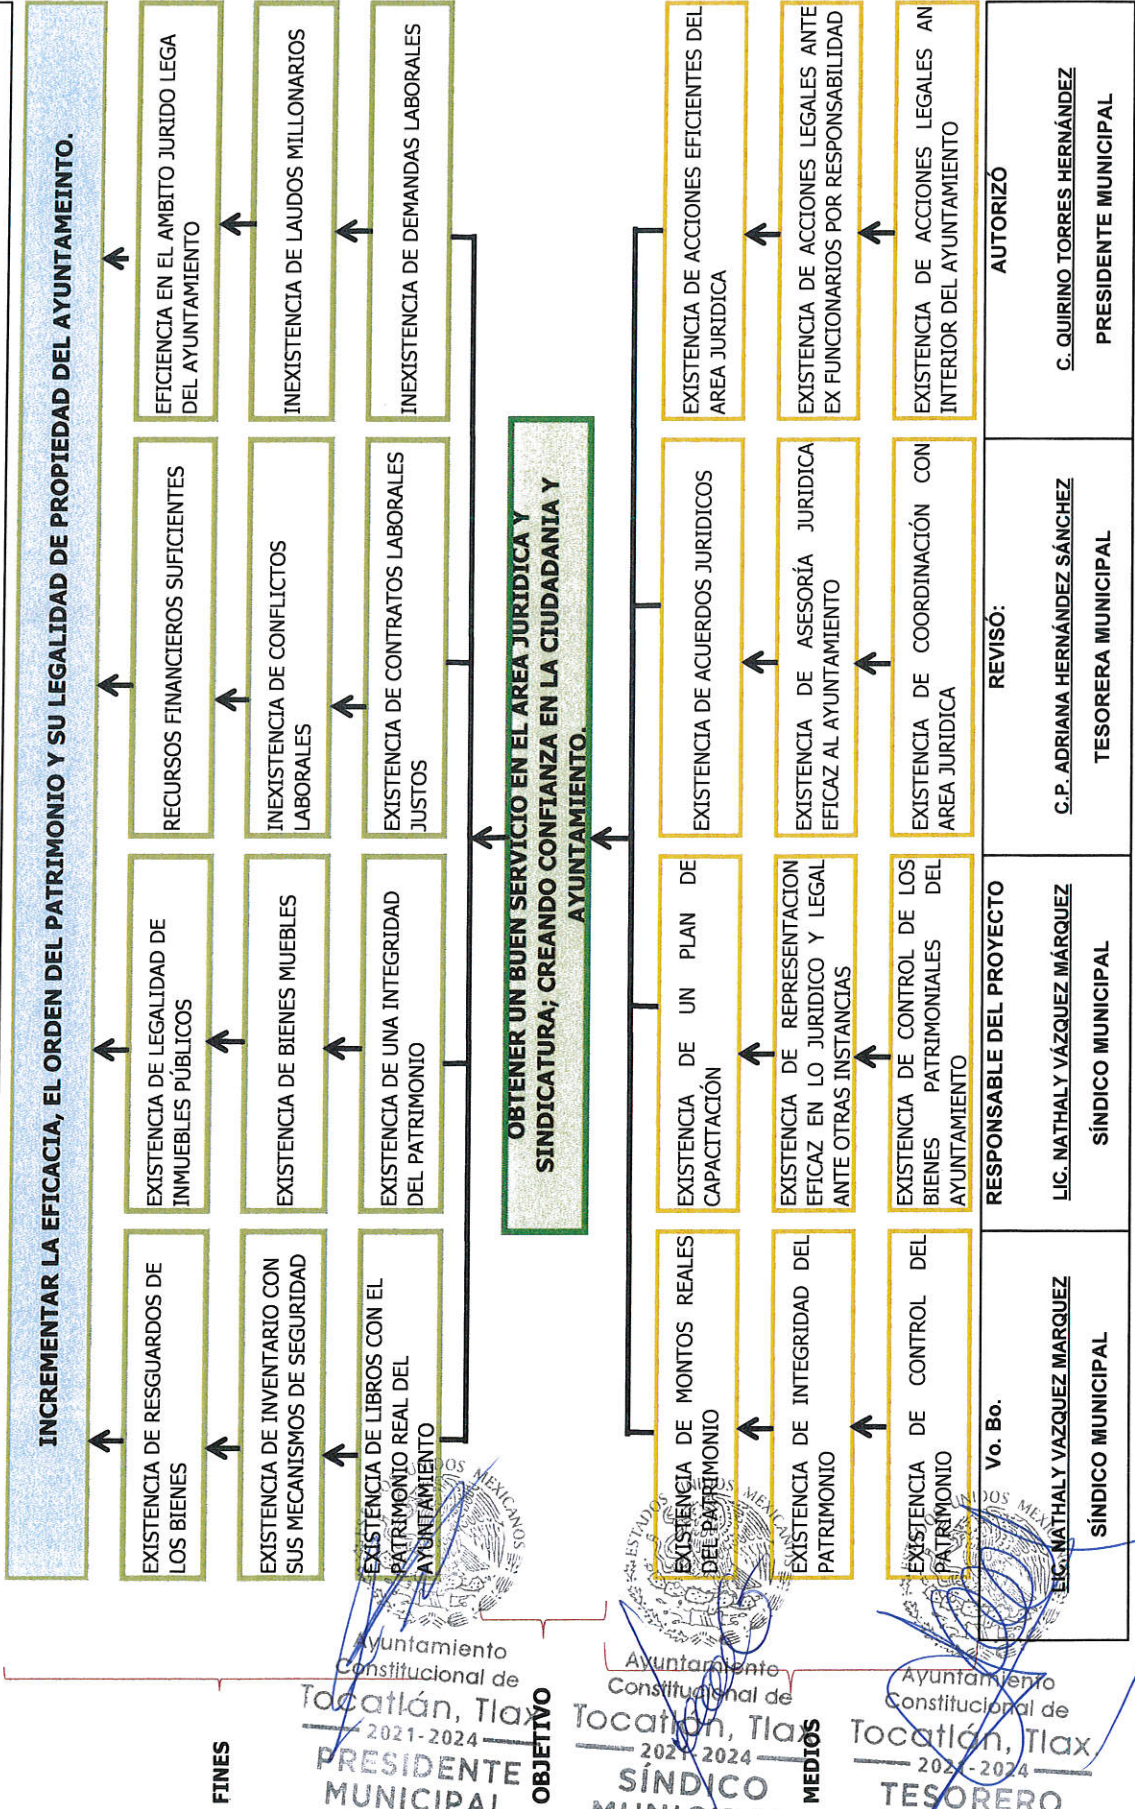 INCREMENTAR LA EFICACIA, EL ORDEN DEL PATRIMONIO Y SU LEGALIDAD DE PROPIEDAD DEL AYUNTAMEINTO.
FINES
EXISTENCIA DE RESGUARDOS DE
LOS BIENES
EXISTENCIA DE LEGALIDAD DE
INMUEBLES PÚBLICOS
RECURSOS FINANCIEROS SUFICIENTES
EFICIENCIA EN EL AMBITO JURIDO LEGA
DEL AYUNTAMIENTO
EXISTENCIA DE INVENTARIO CON
SUS MECANISMOS DE SEGURIDAD
EXISTENCIA DE BIENES MUEBLES
INEXISTENCIA DE CONFLICTOS
LABORALES
INEXISTENCIA DE LAUDOS MILLONARIOS
EXISTENCIA DE LIBROS CON EL
PATRIMONIO REAL DEL
AYUNTAMIENTO
EXISTENCIA DE UNA INTEGRIDAD
DEL PATRIMONIO
EXISTENCIA DE CONTRATOS LABORALES
JUSTOS
INEXISTENCIA DE DEMANDAS LABORALES
OBJETIVO
OBTENER UN BUEN SERVICIO EN EL AREA JURIDICA Y
SINDICATURA; CREANDO CONFIANZA EN LA CIUDADANIA Y
AYUNTAMIENTO.
MEDIOS
EXISTENCIA DE MONTOS REALES
DEL PATRIMONIO
EXISTENCIA DE UN PLAN DE
CAPACITACIÓN
EXISTENCIA DE ACUERDOS JURIDICOS
EXISTENCIA DE ACCIONES EFICIENTES DEL
AREA JURIDICA
EXISTENCIA DE INTEGRIDAD DEL
PATRIMONIO
EXISTENCIA DE REPRESENTACION
EFICAZ EN LO JURIDICO Y LEGAL
ANTE OTRAS INSTANCIAS
EXISTENCIA DE ASESORÍA JURIDICA
EFICAZ AL AYUNTAMIENTO
EXISTENCIA DE ACCIONES LEGALES ANTE
EX FUNCIONARIOS POR RESPONSABILIDAD
EXISTENCIA DE CONTROL DEL
PATRIMONIO
EXISTENCIA DE CONTROL DE LOS
BIENES PATRIMONIALES DEL
AYUNTAMIENTO
EXISTENCIA DE COORDINACIÓN CON
AREA JURIDICA
EXISTENCIA DE ACCIONES LEGALES AN
INTERIOR DEL AYUNTAMIENTO
Vo. Bo.
LIC. NATHALY VAZQUEZ MARQUEZ
SÍNDICO MUNICIPAL
RESPONSABLE DEL PROYECTO
LIC. NATHALY VÁZQUEZ MÁRQUEZ
SÍNDICO MUNICIPAL
REVISÓ:
C.P. ADRIANA HERNÁNDEZ SÁNCHEZ
TESORERA MUNICIPAL
AUTORIZÓ
C. QUIRINO TORRES HERNÁNDEZ
PRESIDENTE MUNICIPAL
UNIDOS MEXICANOS
Ayuntamiento
Constitucional de
Tocatlán, Tlax.
2021-2024
PRESIDENTE
MUNICIPAL
ESTADOS UNIDOS MEXICANOS
Ayuntamiento
Constitucional de
Tocatlán, Tlax.
2021-2024
SÍNDICO
UNIDOS
Ayuntamiento
Constitucional de
Tocatlán, Tlax.
2021-2024
TESORERO